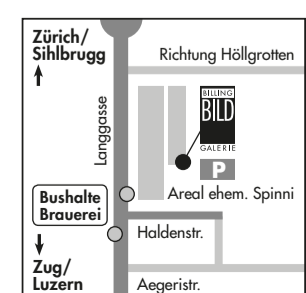 Zürich/
Sihlbrugg
Richtung Höllgrotten
Langgasse
BILLING
BILD
GALERIE
P
Areal ehem. Spinni
Bushalte
Brauerei
Haldenstr.
Zug/
Luzern
Aegeristr.